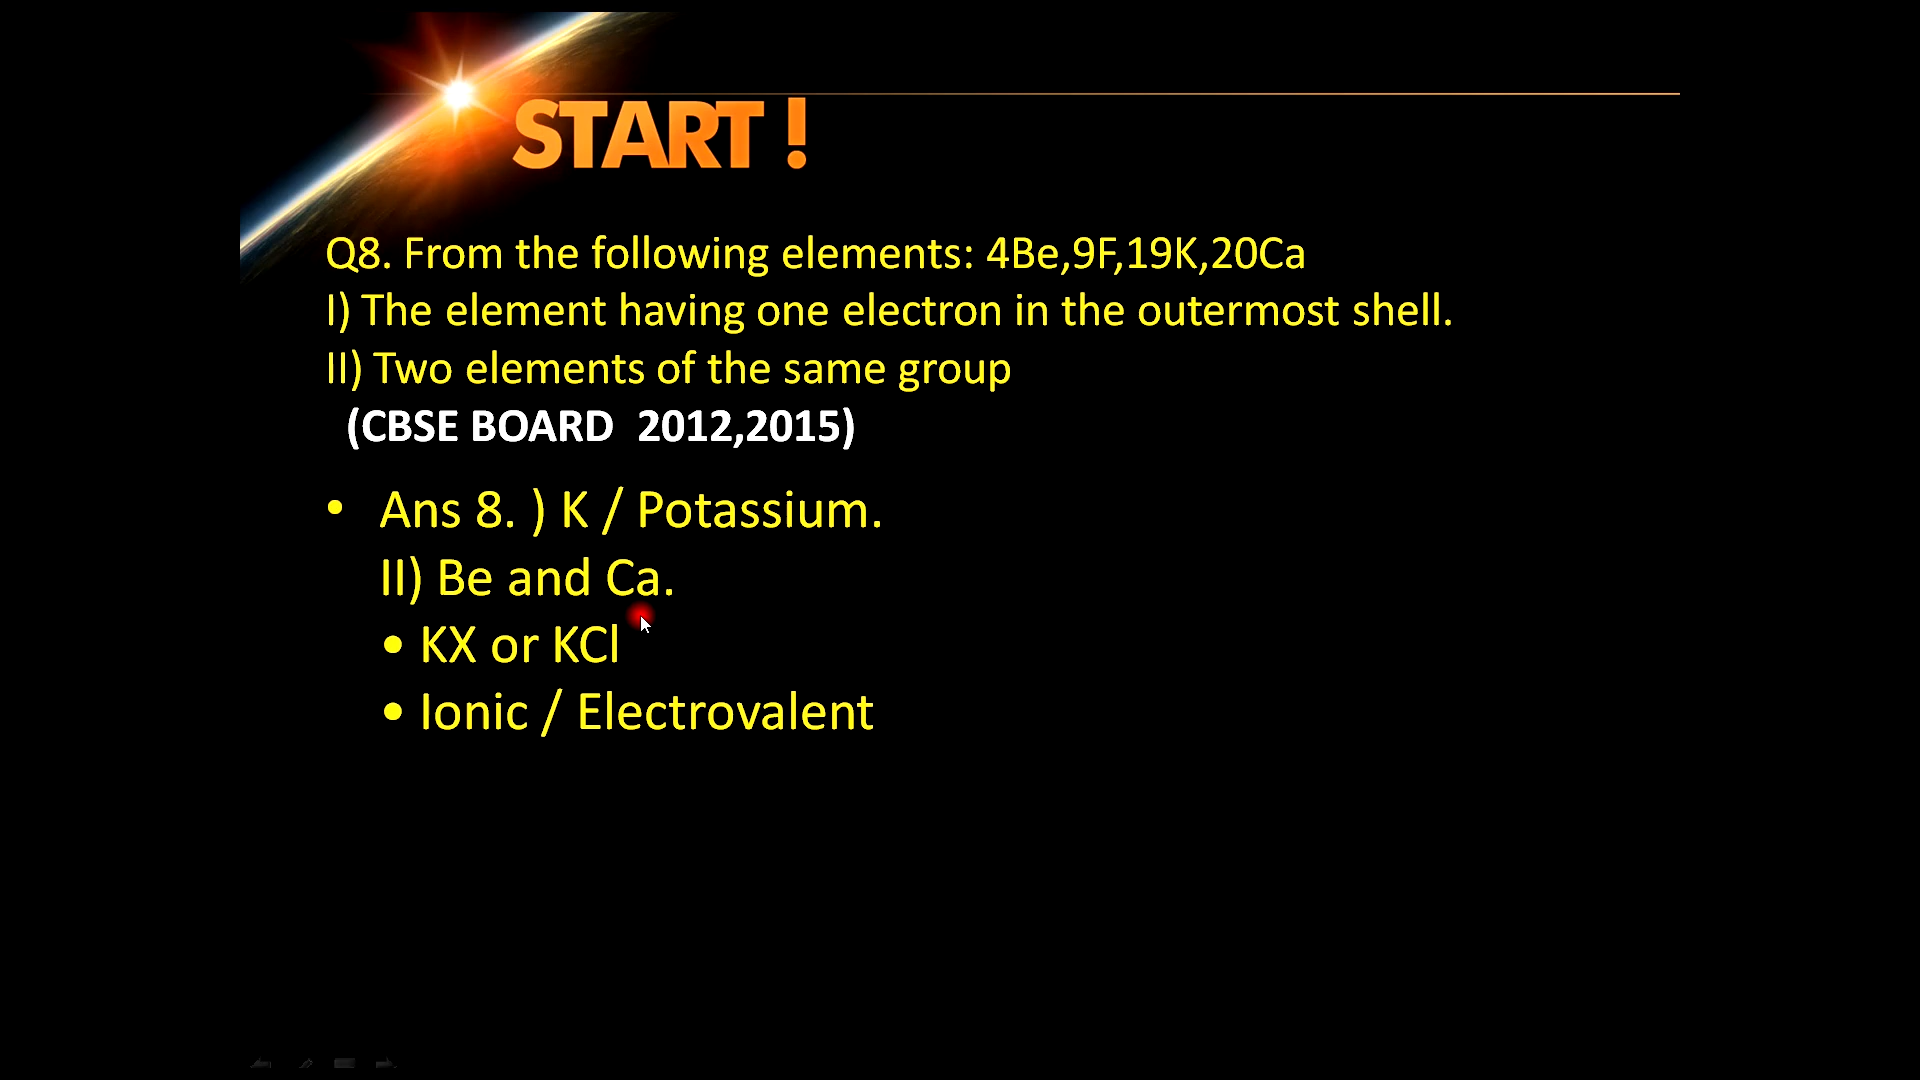 START !
Q8. From the following elements: 4Be,9F,19K,20Ca
I) The element having one electron in the outermost shell.
II) Two elements of the same group
(CBSE BOARD 2012,2015)
• Ans 8. ) K / Potassium.
II) Be and Ca.
• KX or KCl
• Ionic / Electrovalent